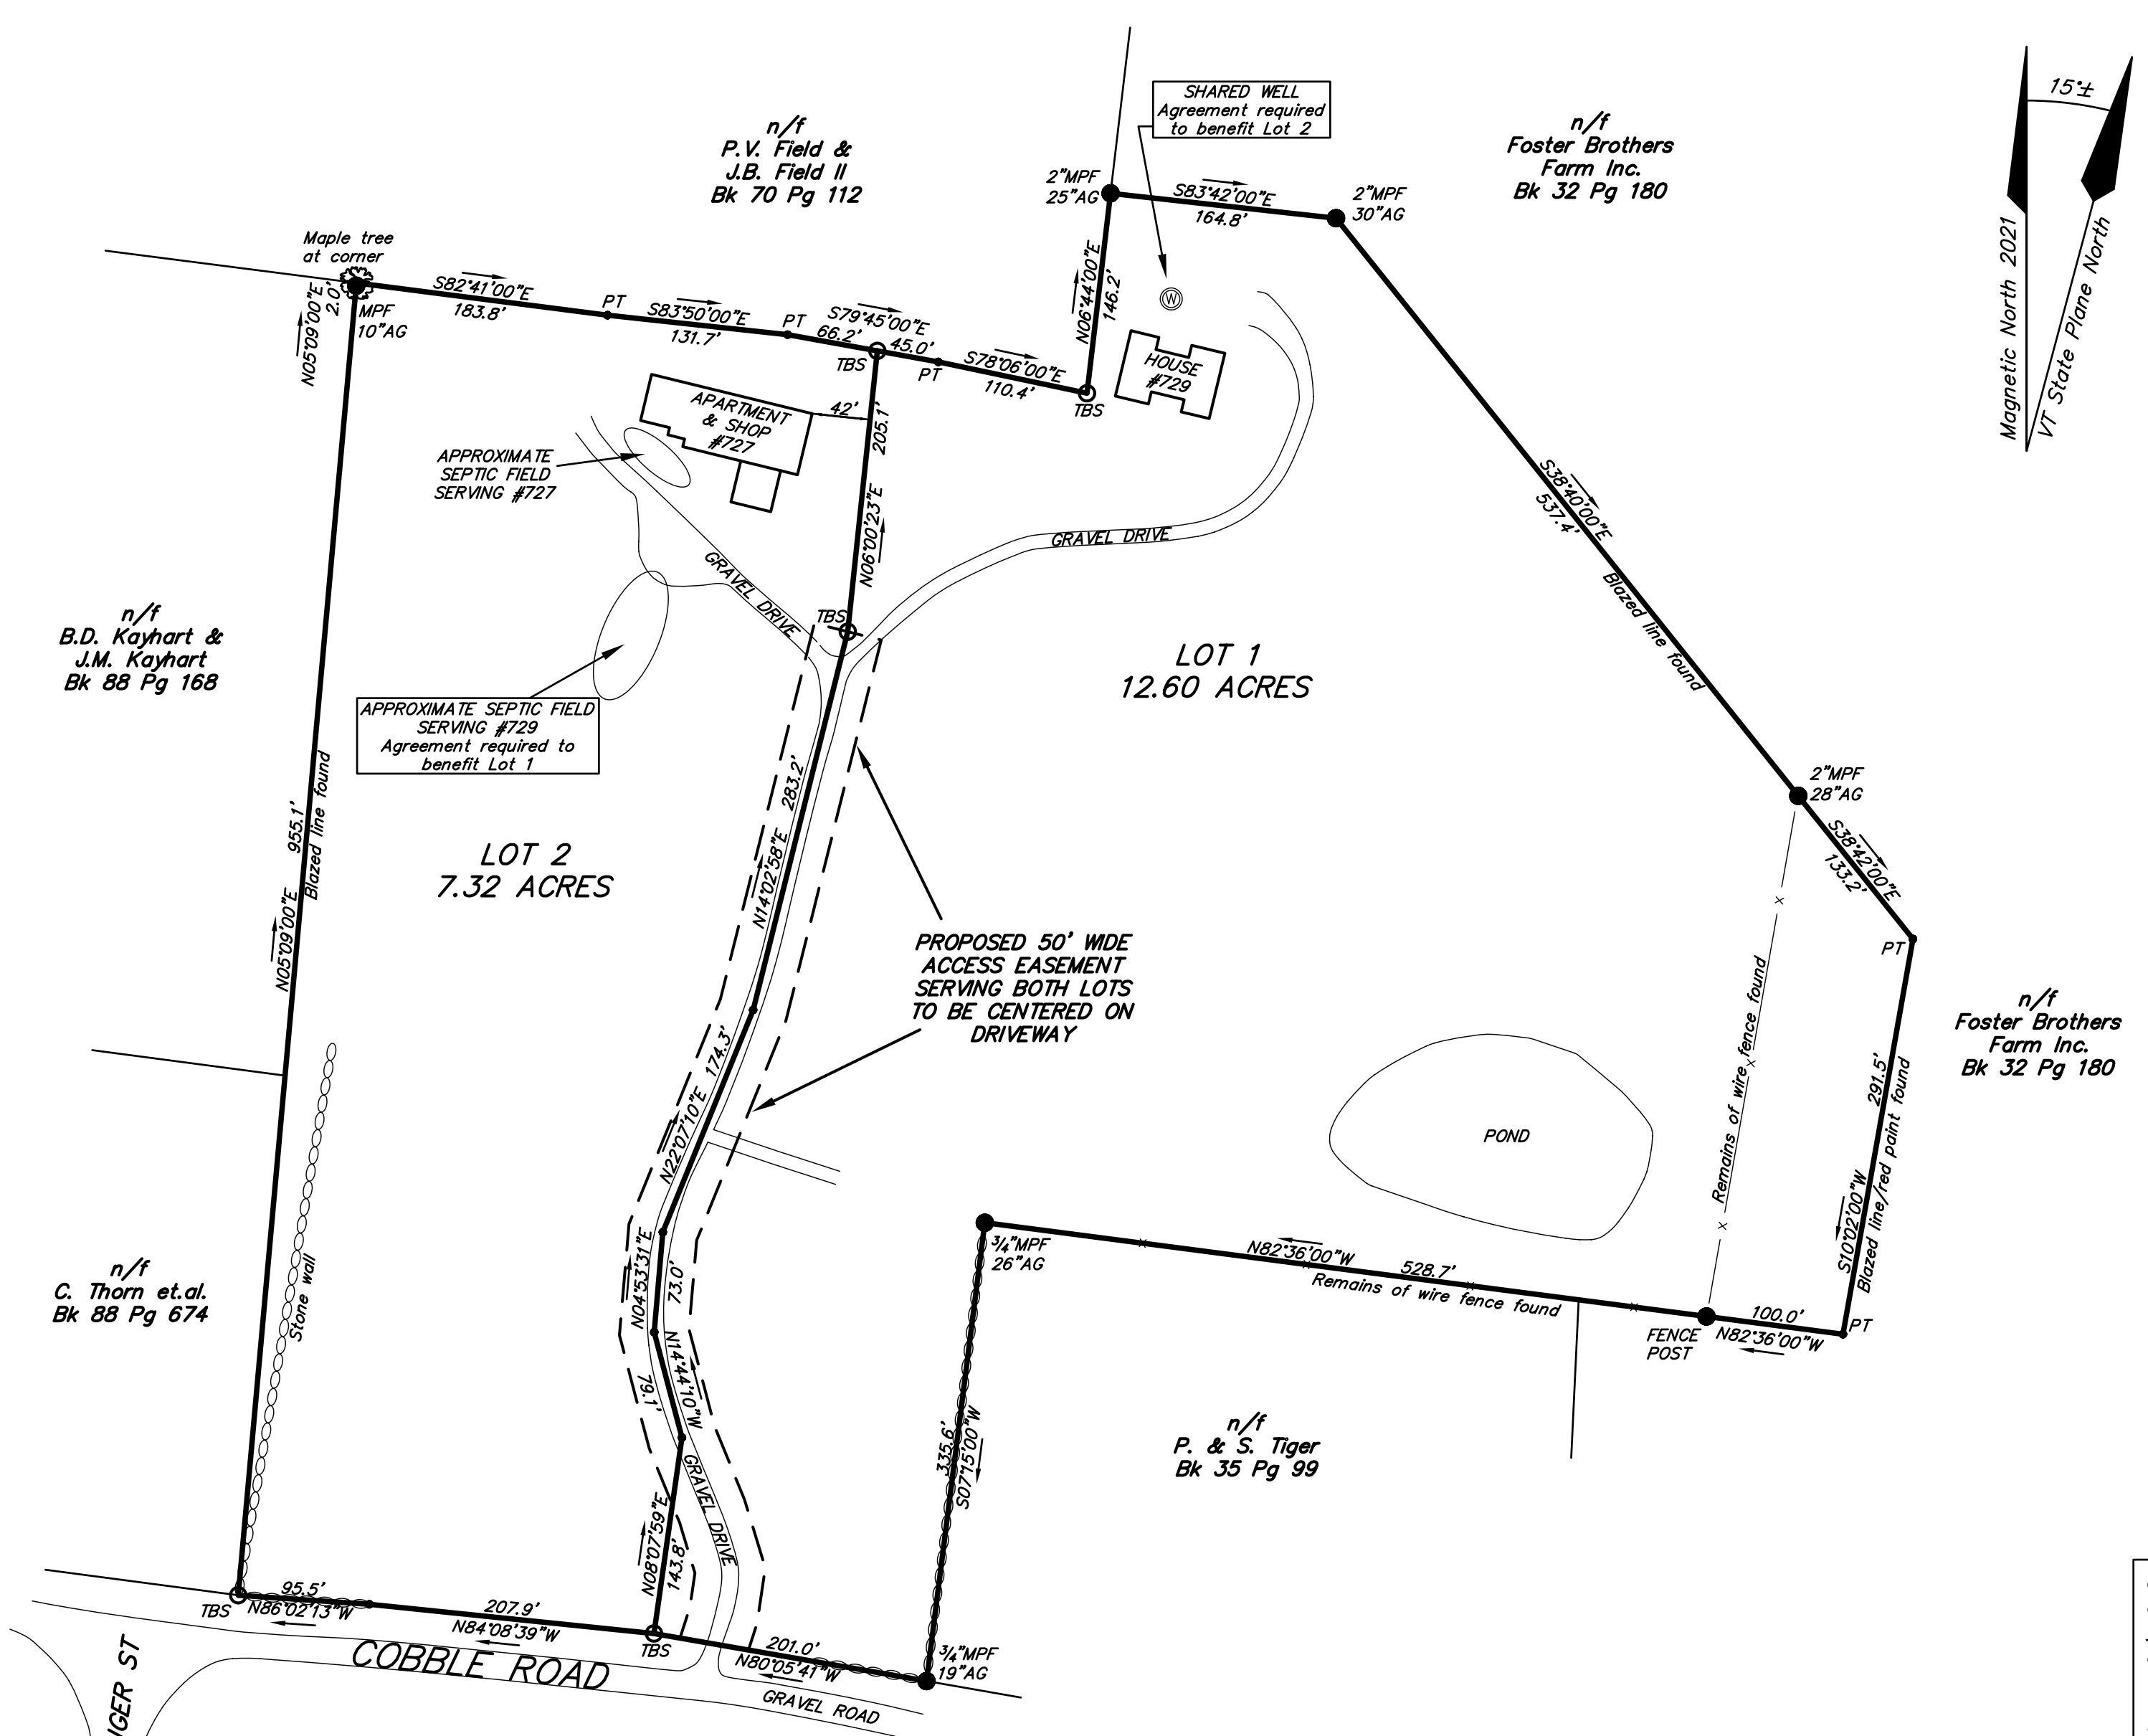 SHARED WELL
Agreement required
to benefit Lot 2
n/f
P.V. Field &
J.B. Field II
Bk 70 Pg 112
n/f
Foster Brothers
Farm Inc.
Bk 32 Pg 180
15°±
Magnetic North 2021
VT State Plane North
2"MPF
25"AG
S83°42'00"E
164.8'
2"MPF
30"AG
Maple tree
at corner
N05°09'00"E
2.0'
MPF
10"AG
S82°41'00"E
183.8'
PT
S83°50'00"E
131.7'
PT
S79°45'00"E
66.2'
45.0'
TBS
PT
S78°06'00"E
110.4'
TBS
N06°44'00"E
146.2'
W
HOUSE
#729
APARTMENT
& SHOP
#727
42'
205.1'
N06°00'23"E
APPROXIMATE
SEPTIC FIELD
SERVING #727
GRAVEL DRIVE
GRAVEL DRIVE
TBS
S38°40'00"E
537.4'
Blazed line found
n/f
B.D. Kayhart &
J.M. Kayhart
Bk 88 Pg 168
LOT 1
12.60 ACRES
APPROXIMATE SEPTIC FIELD
SERVING #729
Agreement required to
benefit Lot 1
955.1'
Blazed line found
N05°09'00"E
LOT 2
7.32 ACRES
283.2'
N14°02'58"E
2"MPF
28"AG
S38°42'00"E
133.2'
PT
PROPOSED 50' WIDE
ACCESS EASEMENT
SERVING BOTH LOTS
TO BE CENTERED ON
DRIVEWAY
174.3'
N22°07'10"E
Remains of wire fence found
291.5'
S10°02'00"W
Blazed line/red paint found
n/f
Foster Brothers
Farm Inc.
Bk 32 Pg 180
POND
3/4"MPF
26"AG
N82°36'00"W
528.7'
Remains of wire fence found
100.0'
N82°36'00"W
FENCE
POST
PT
n/f
C. Thorn et.al.
Bk 88 Pg 674
Stone wall
N04°53'31"E
73.0'
N14°44'10"W
79.1'
GRAVEL DRIVE
335.6'
S07°15'00"W
n/f
P. & S. Tiger
Bk 35 Pg 99
N08°07'59"E
143.8'
TBS
95.5'
N86°02'13"W
207.9'
N84°08'39"W
TBS
201.0'
N80°05'41"W
3/4"MPF
19"AG
COBBLE ROAD
GRAVEL ROAD
ST